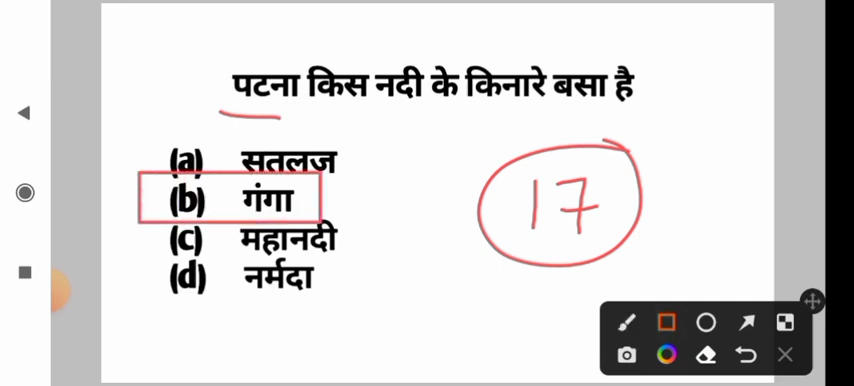 पटना किस नदी के किनारे बसा है
(a) सतलज
(b) गंगा
(c) महानदी
(d) नर्मदा
17